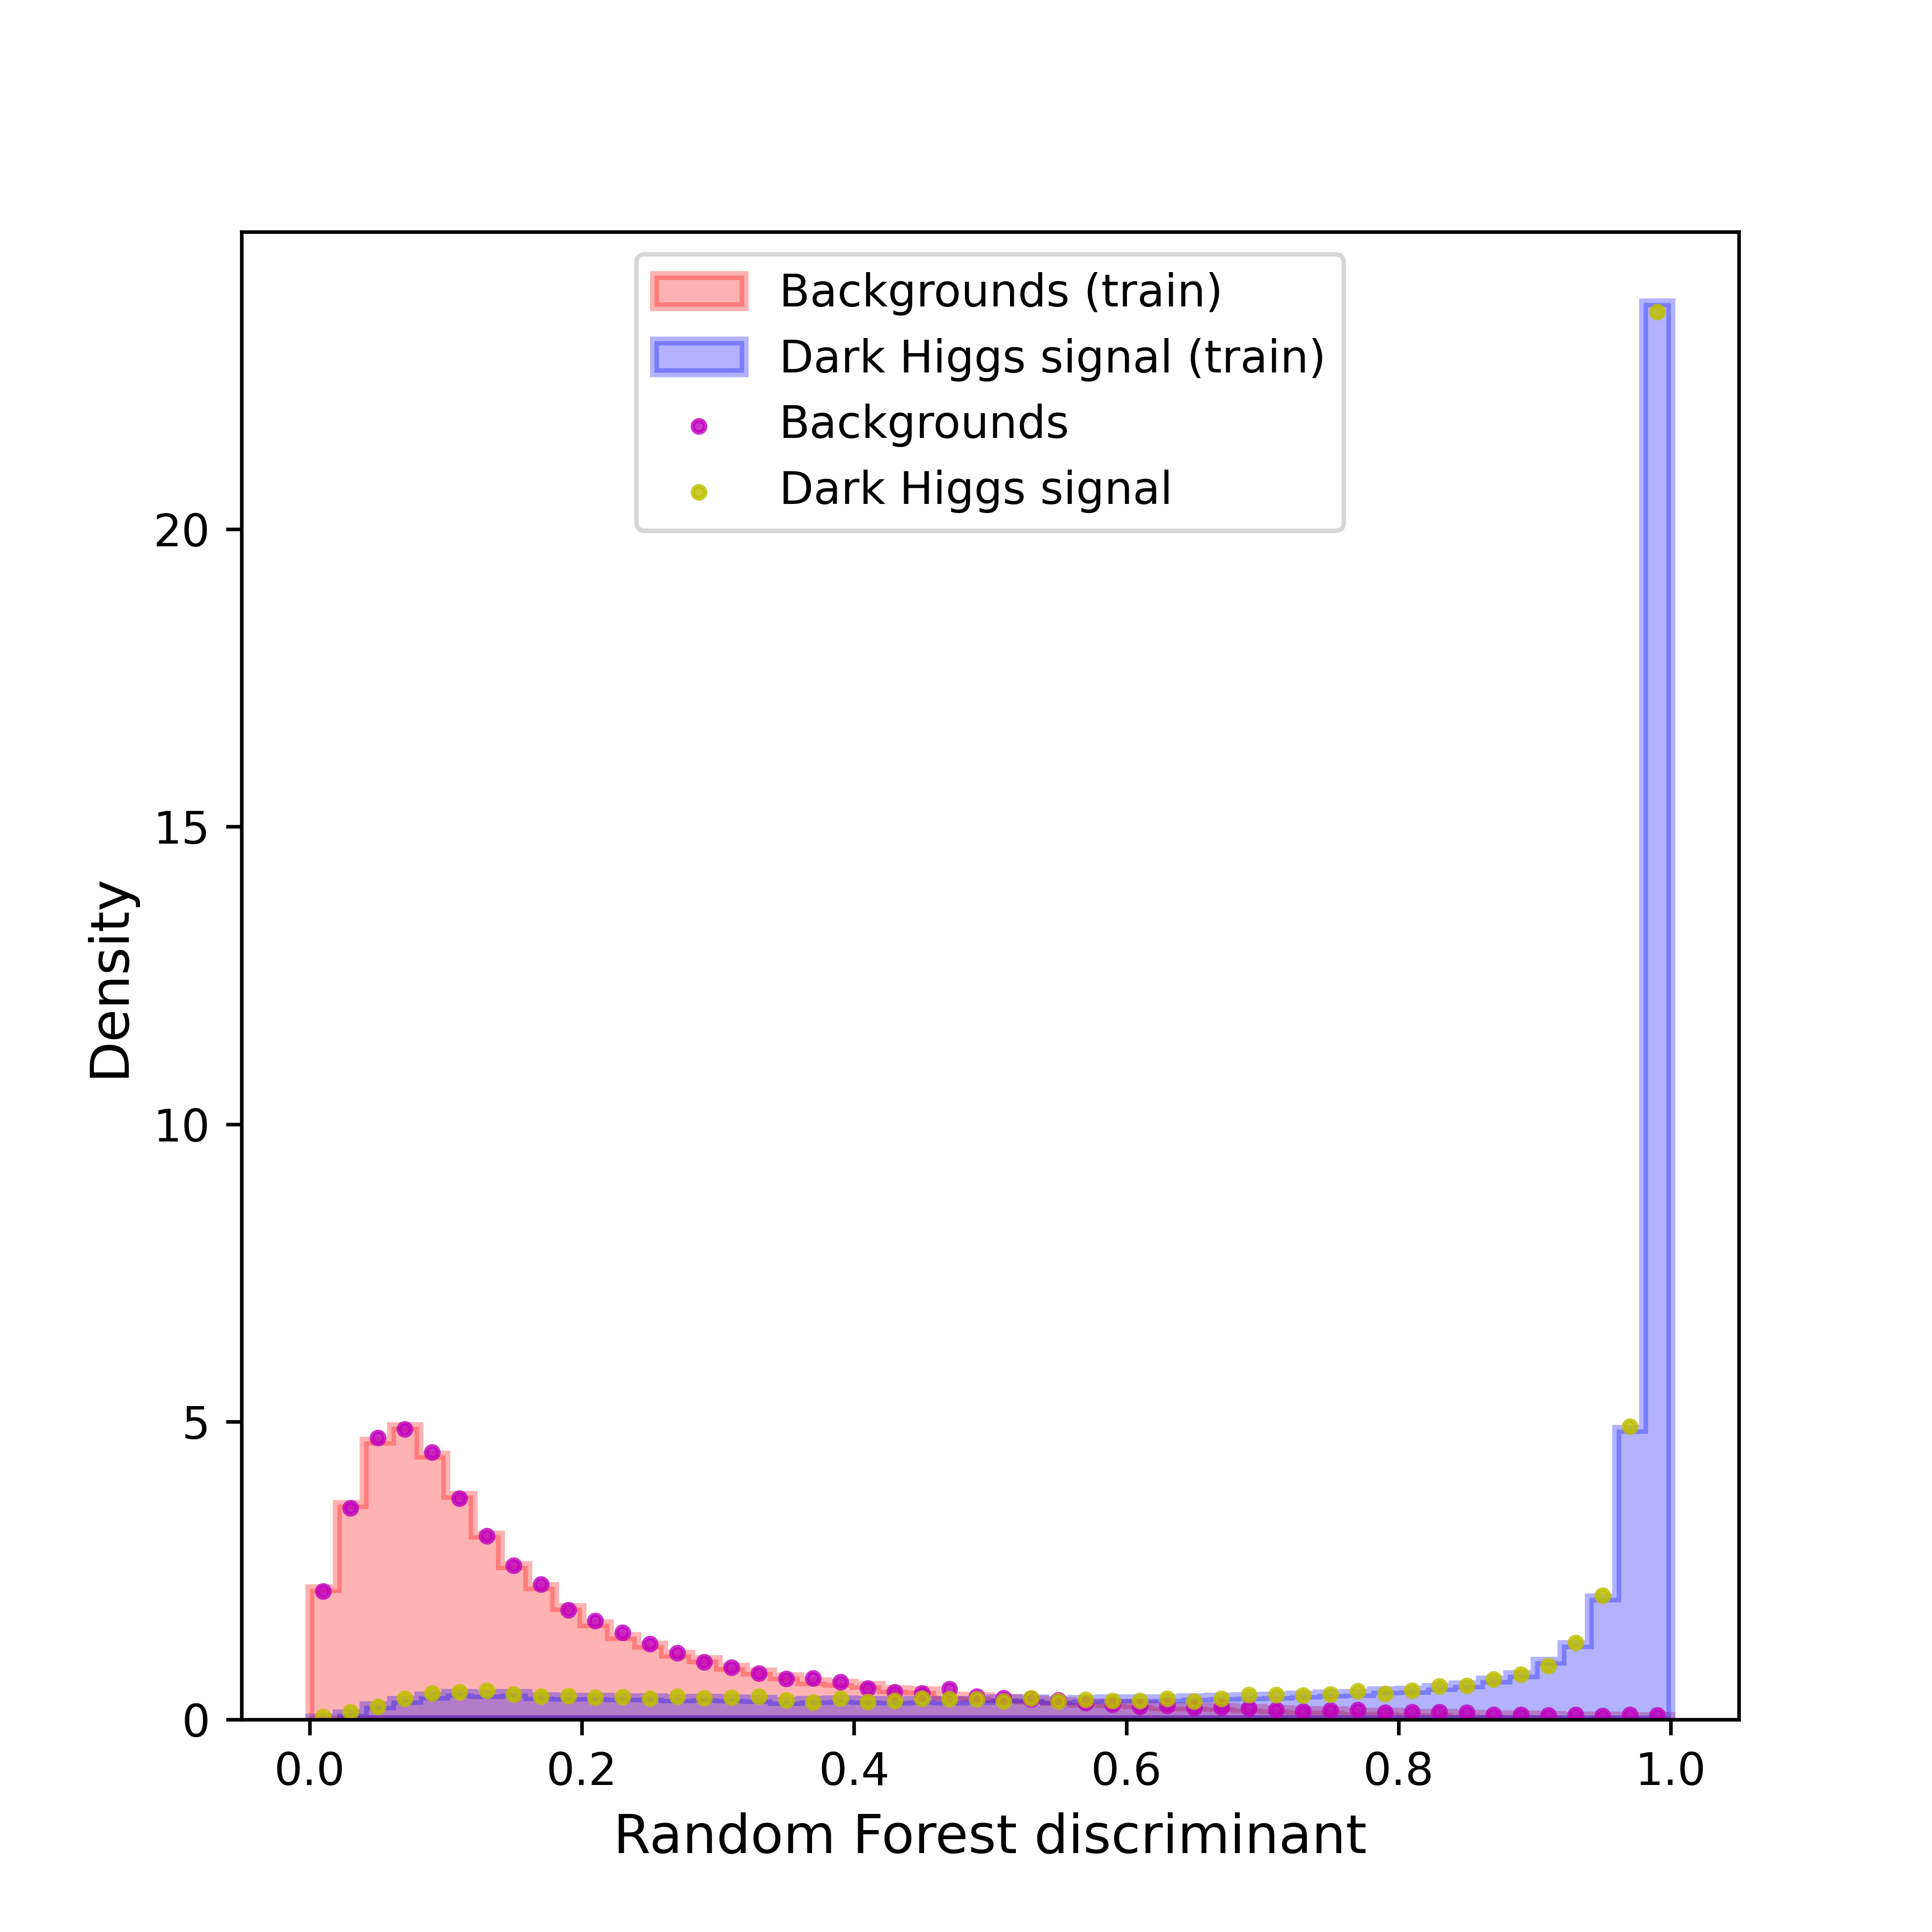 Backgrounds (train)
Dark Higgs signal (train)
Backgrounds
Dark Higgs signal
20
15
10
5
0
Density
0.0 0.2 0.4 0.6 0.8 1.0
Random Forest discriminant